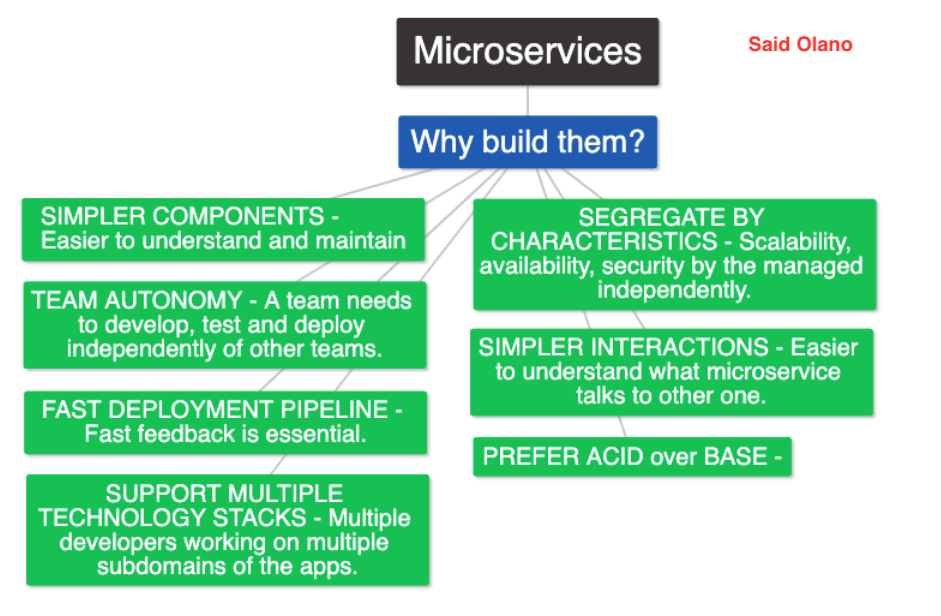 Microservices
Said Olano
Why build them?
SIMPLER COMPONENTS -
Easier to understand and maintain
TEAM AUTONOMY - A team needs
to develop, test and deploy
independently of other teams.
FAST DEPLOYMENT PIPELINE -
Fast feedback is essential.
SUPPORT MULTIPLE
TECHNOLOGY STACKS - Multiple
developers working on multiple
subdomains of the apps.
SEGREGATE BY
CHARACTERISTICS - Scalability,
availability, security by the managed
independently.
SIMPLER INTERACTIONS - Easier
to understand what microservice
talks to other one.
PREFER ACID over BASE -